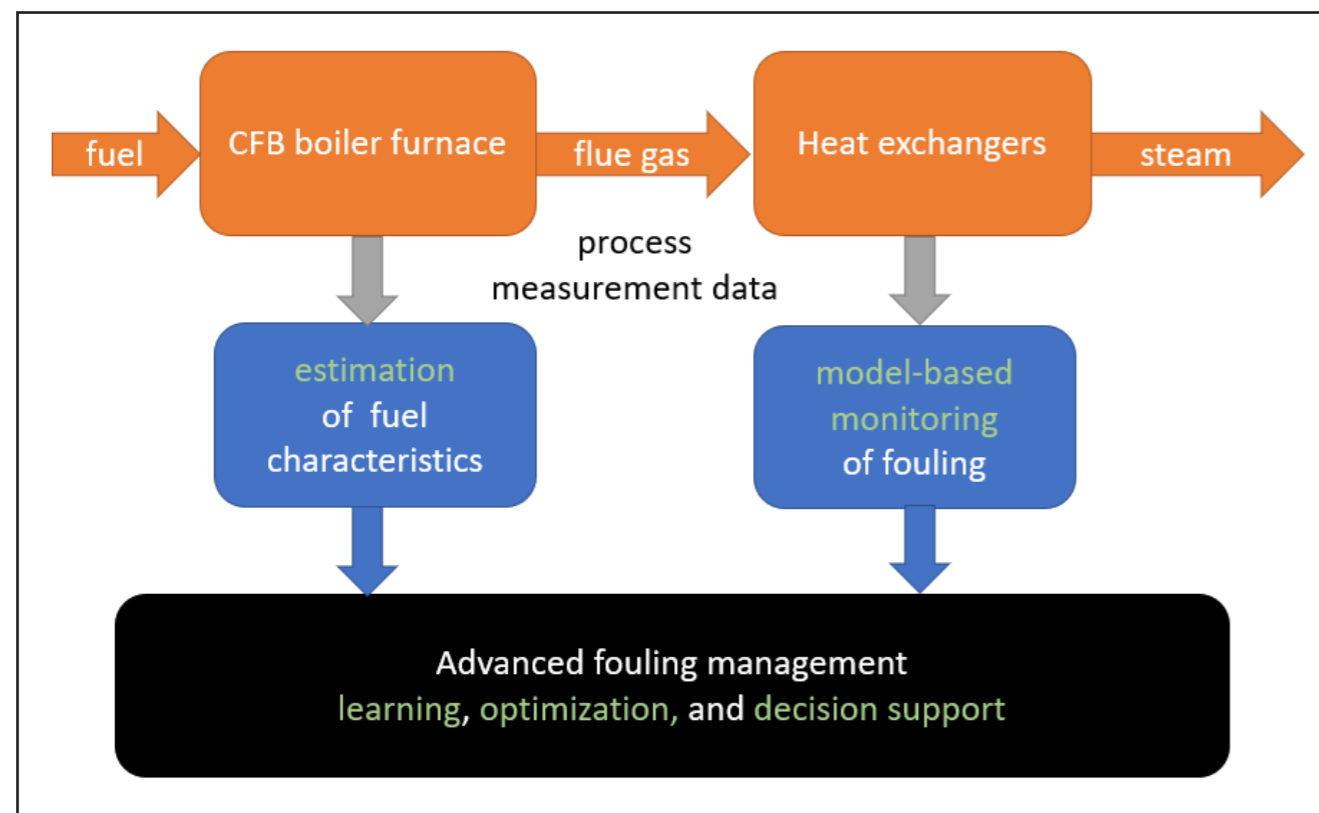 fuel
CFB boiler furnace
flue gas
Heat exchangers
steam
process
measurement data
estimation
of fuel
characteristics
model-based
monitoring
of fouling
Advanced fouling management
learning, optimization, and decision support